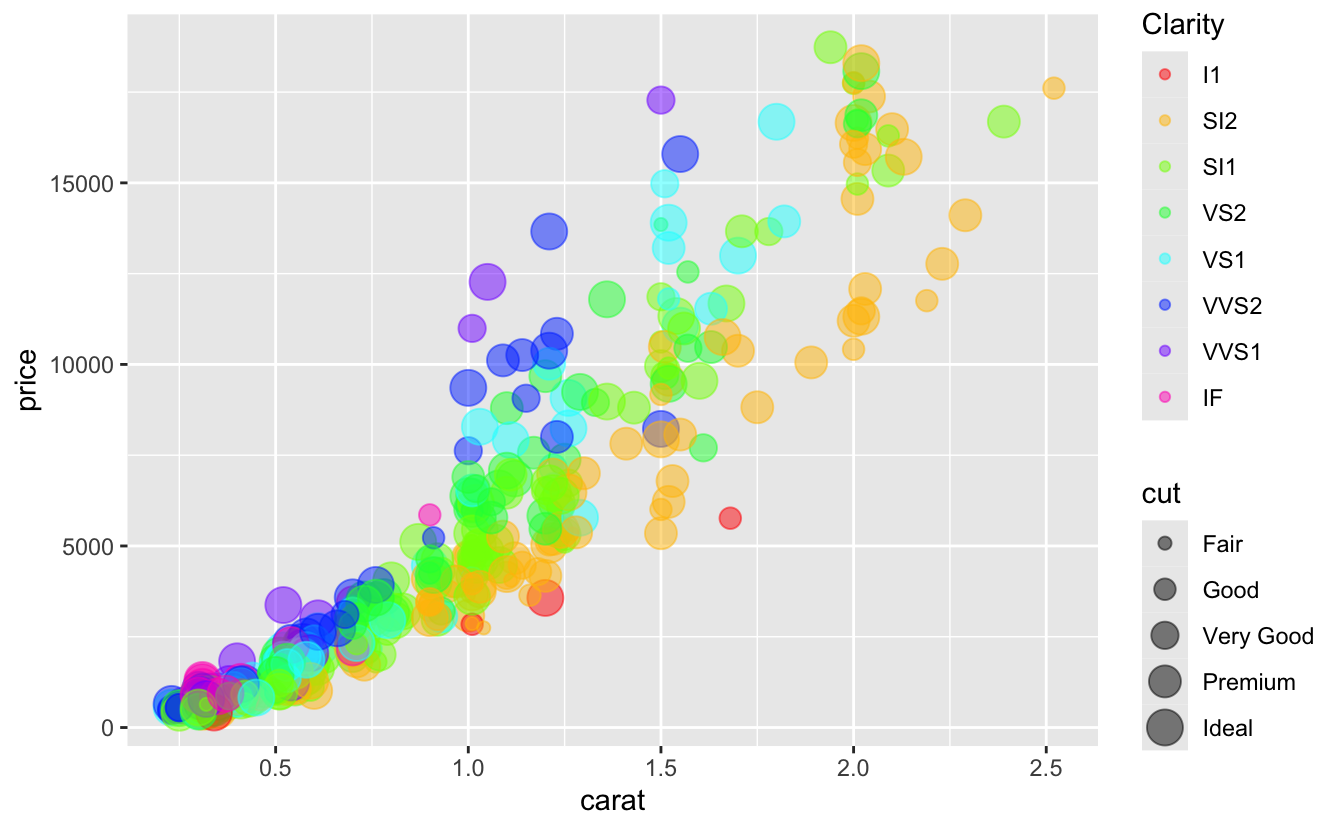 Clarity
I1
SI2
SI1
VS2
VS1
VVS2
VVS1
IF
cut
Fair
Good
Very Good
Premium
Ideal
price
15000
10000
5000
0
0.5 1.0 1.5 2.0 2.5
carat